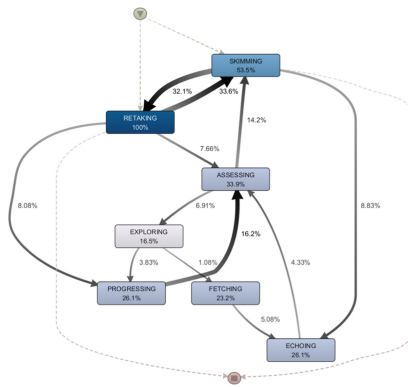 SKIMMING
53.5%
32.1%
33.6%
RETAKING
100%
14.2%
7.66%
ASSESSING
33.9%
8.08%
6.91%
8.83%
EXPLORING
16.5%
16.2%
3.83%
1.08%
4.33%
PROGRESSING
26.1%
FETCHING
23.2%
5.08%
ECHOING
26.1%